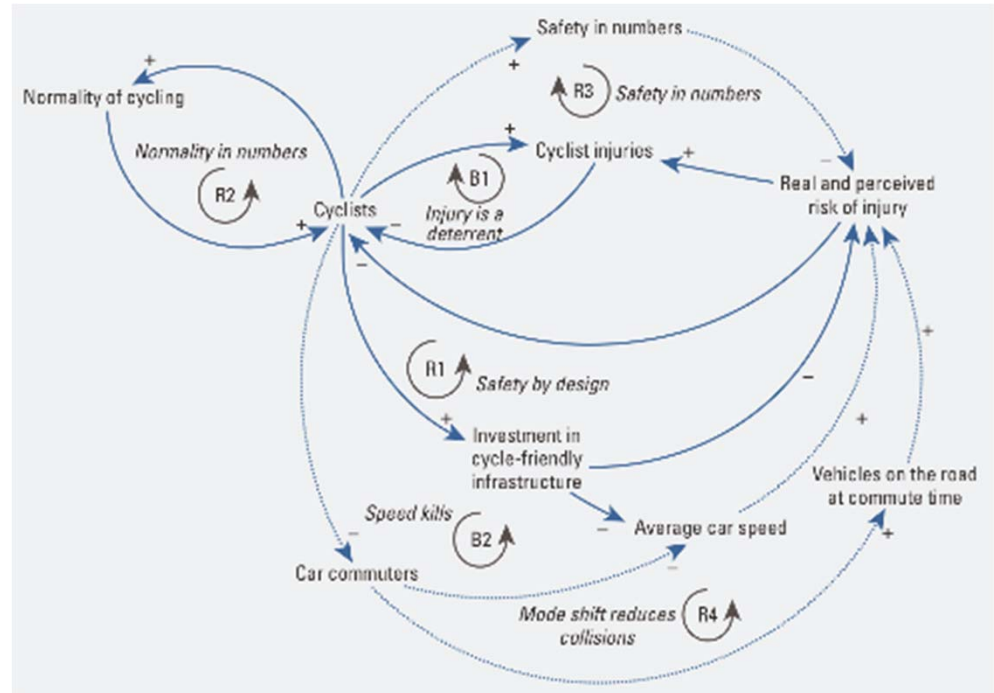 Safety in numbers
+
+
R3
Safety in numbers
Normality of cycling
+
Normality in numbers
R2
Cyclist injuries
+
–
Real and perceived
risk of injury
B1
Cyclists
+
–
Injury is a
deterrent
–
+
R1
Safety by design
–
+
Investment in
cycle-friendly
infrastructure
+
Vehicles on the road
at commute time
Speed kills
B2
–
Average car speed
+
–
Car commuters
–
Mode shift reduces
collisions
R4